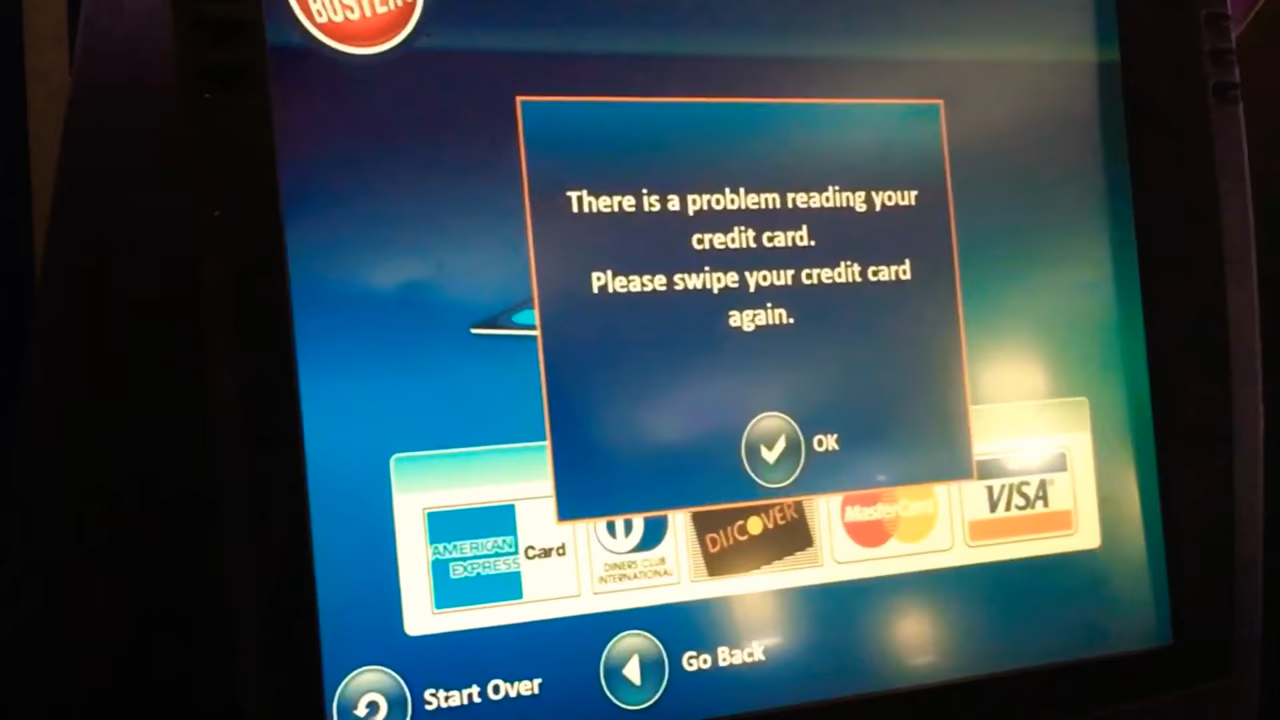 BUSTER
There is a problem reading your
credit card.
Please swipe your credit card
again.
OK
AMERICAN
EXPRESS
Card
DINERS CLUB
INTERNATIONAL
DISCOVER
MasterCard
VISA
Go Back
Start Over